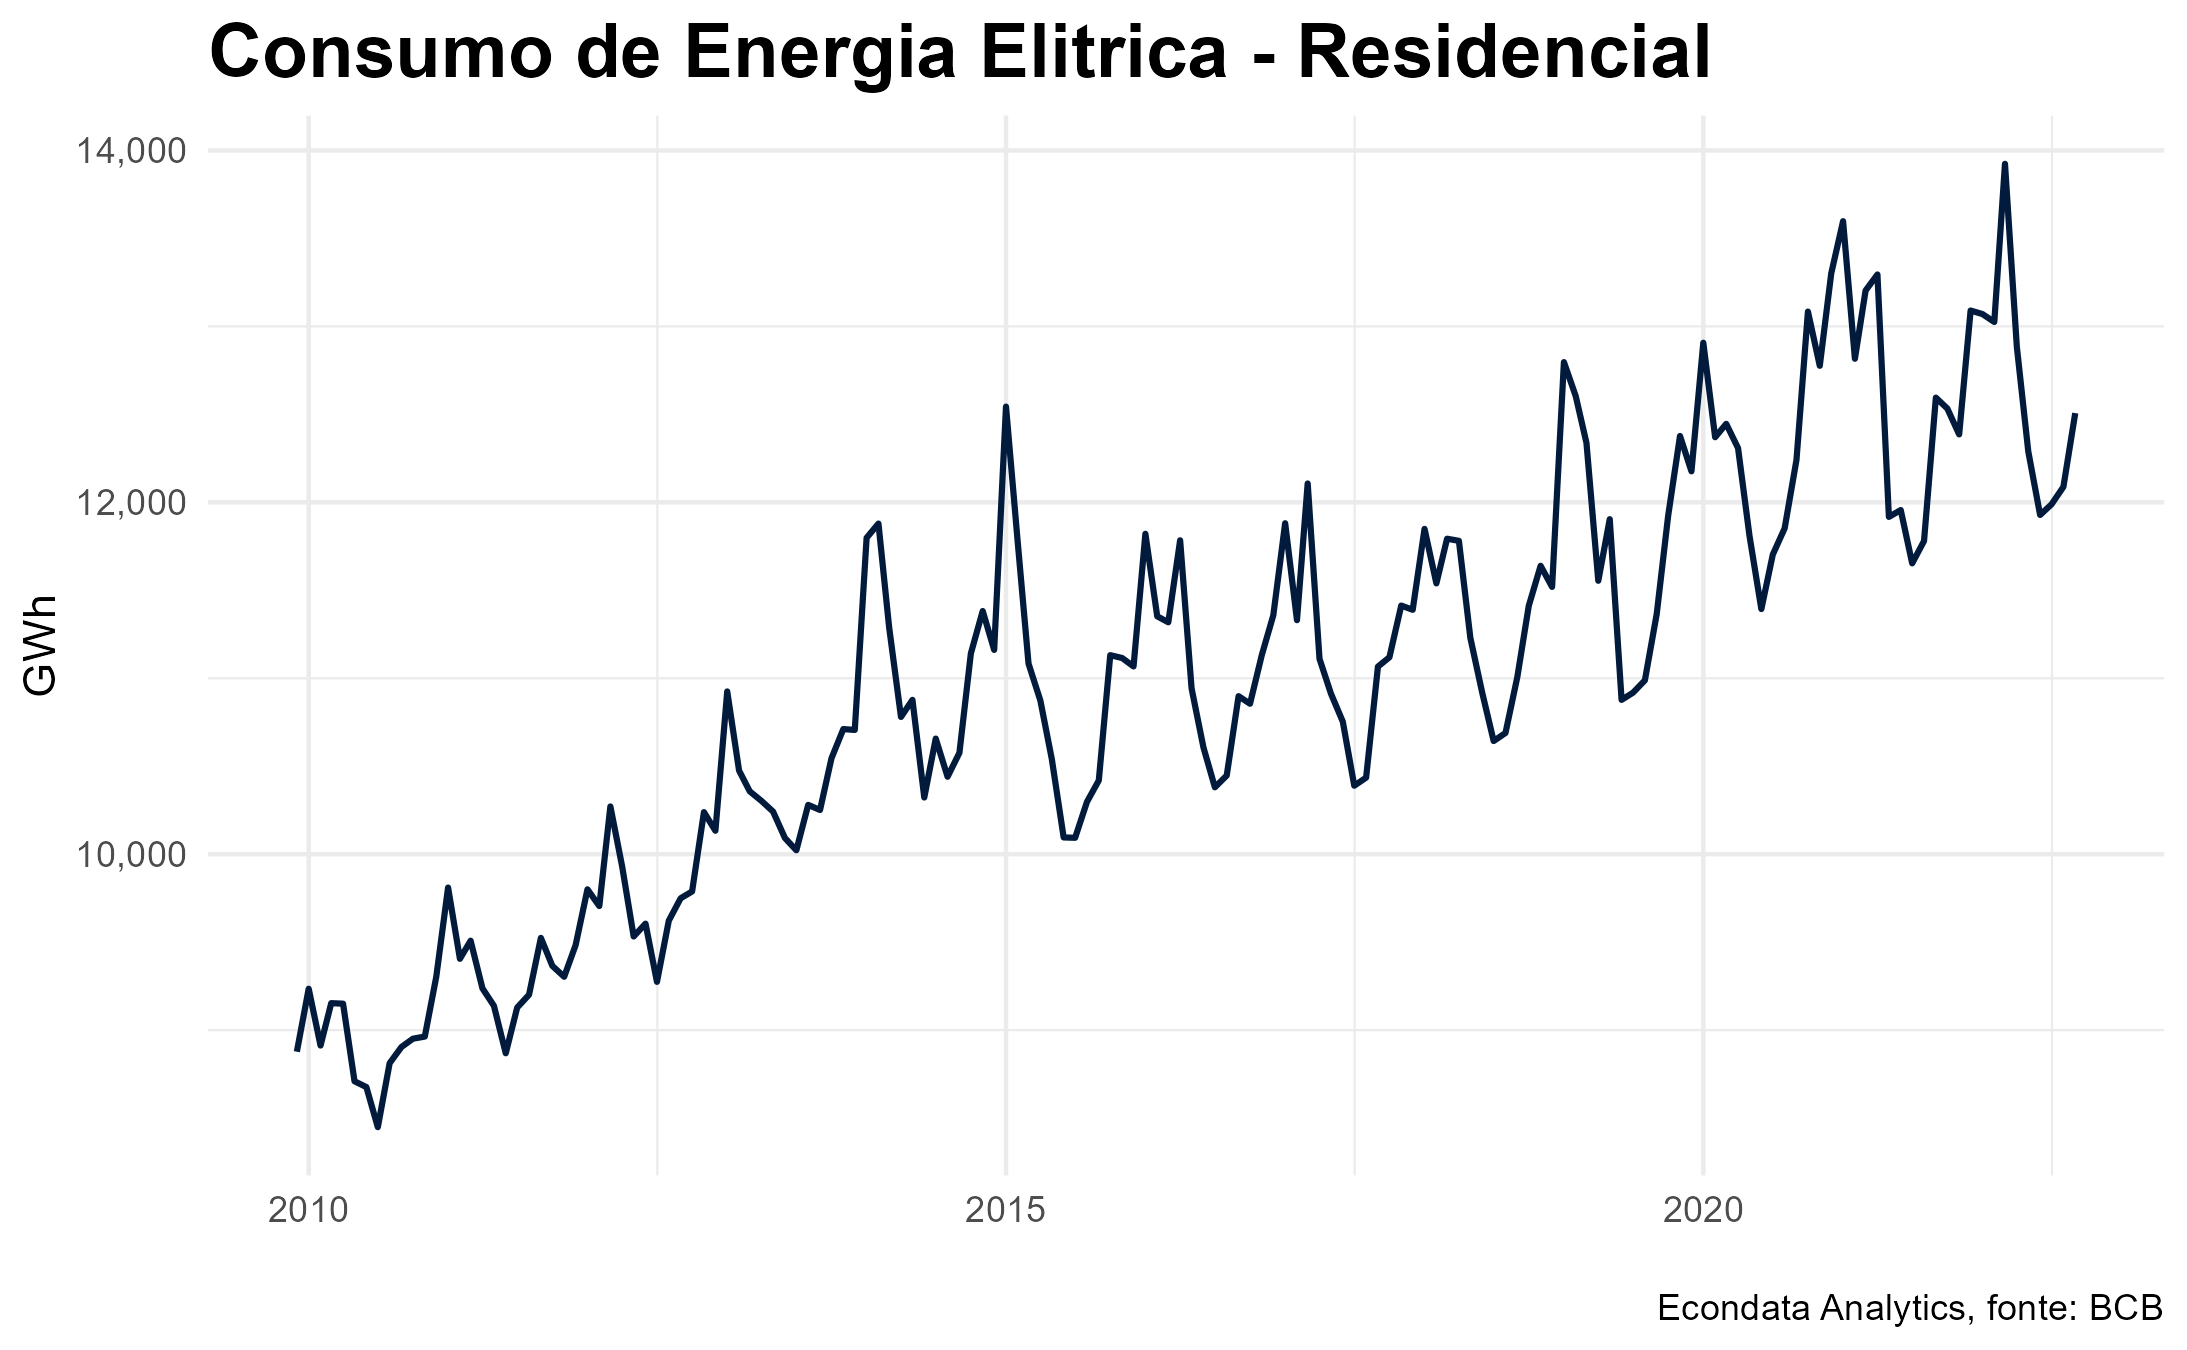 Consumo de Energia Elitrica - Residencial
14,000
12,000
10,000
GWh
2010 2015 2020
Econdata Analytics, fonte: BCB